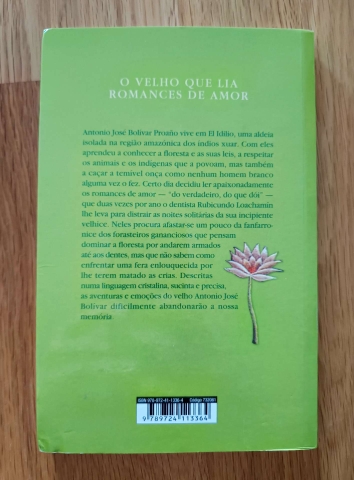 O VELHO QUE LIA
ROMANCES DE AMOR
Antonio José Bolívar Proaño vive em El Idilio, uma aldeia
isolada na região amazónica dos índios xuar. Com eles
aprendeu a conhecer a floresta e as suas leis, a respeitar
os animais e os indígenas que a povoam, mas também
a caçar a temível onça como nenhum homem branco
alguma vez o fez. Certo dia decidiu ler apaixonadamente
os romances de amor — "do verdadeiro, do que dói" —
que duas vezes por ano o dentista Rubicundo Loachamín
lhe leva para distrair as noites solitárias da sua incipiente
velhice. Neles procura afastar-se um pouco da fanfarro-
nice dos forasteiros gananciosos que pensam
dominar a floresta por andarem armados
até aos dentes, mas que não sabem como
enfrentar uma fera enlouquecida por
lhe terem matado as crias. Descritas
numa linguagem cristalina, sucinta e precisa,
as aventuras e emoções do velho Antonio José
Bolívar dificilmente abandonarão a nossa
memória
ISBN 978-972-41-1336-4
9789724113364